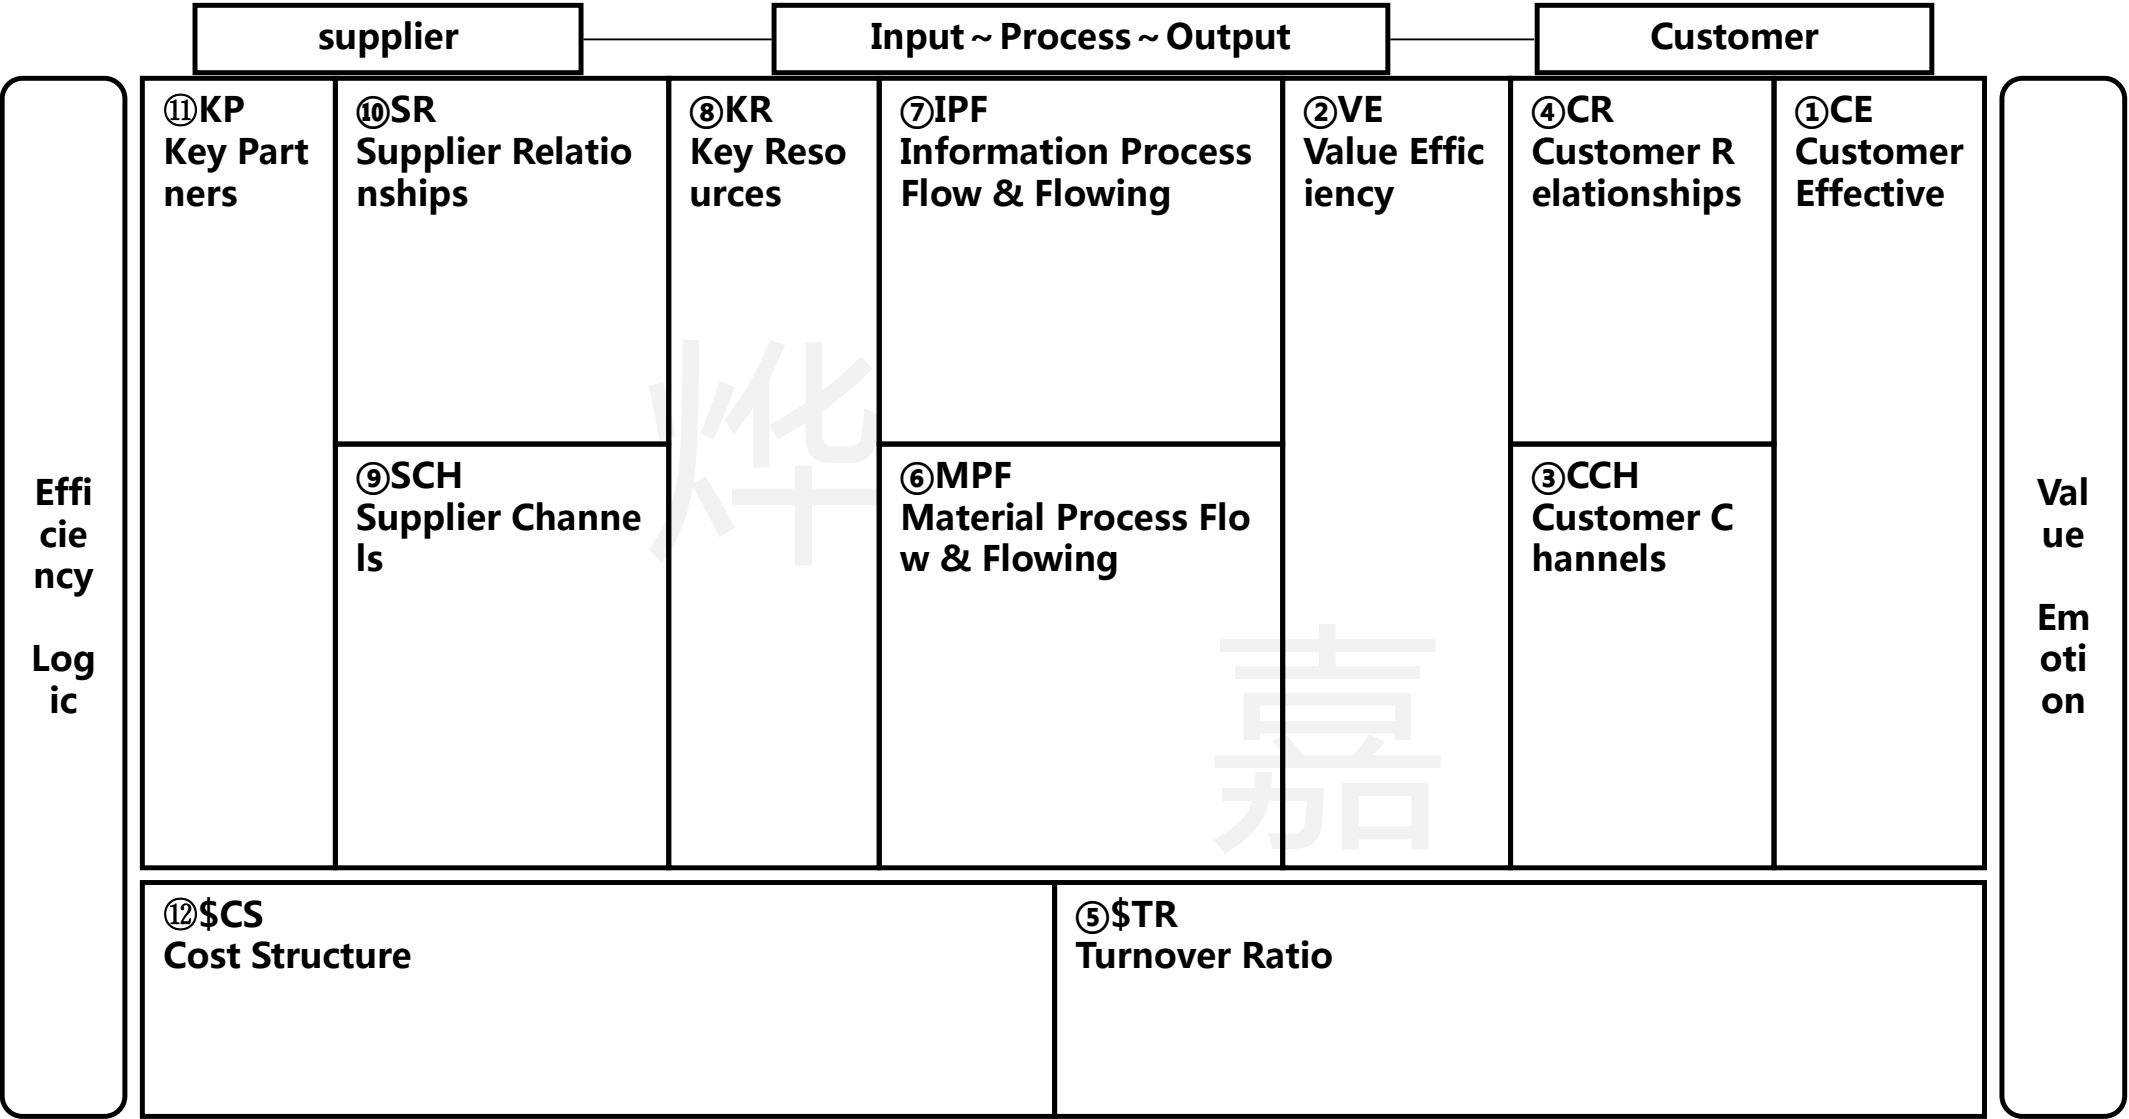 supplier
Input～Process～Output
Customer
⑪KP
Key Part
ners
⑩SR
Supplier Relatio
nships
⑧KR
Key Reso
urces
⑦IPF
Information Process
Flow & Flowing
②VE
Value Effic
iency
④CR
Customer R
elationships
①CE
Customer
Effective
⑨SCH
Supplier Channe
ls
⑥MPF
Material Process Flo
w & Flowing
③CCH
Customer C
hannels
Effi
cie
ncy
Log
ic
Val
ue
Em
oti
on
烨
嘉
⑫$CS
Cost Structure
⑤$TR
Turnover Ratio